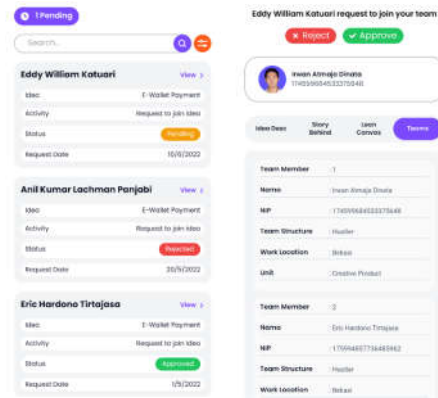 1 Pending
Search...
Eddy William Katuari View >
Idea E-Wallet Payment
Activity Request to join Idea
Status Pending
Request Date 10/6/2022
Anil Kumar Lachman Panjabi View >
Idea E-Wallet Payment
Activity Request to join Idea
Status Rejected
Request Date 20/5/2022
Eric Hardono Tirtajasa View >
Idea E-Wallet Payment
Activity Request to join Idea
Status Approved
Request Date 1/5/2022
Eddy William Katuari request to join your team
Reject Approve
Irwan Atmaja Dinata
Idea Desc Story Behind Lean Canvas Teams
Team Member : 1
Name : Irwan Atmaja Dinata
NIP
Team Structure : Hustler
Work Location : Bekasi
Unit : Creative Product
Team Member : 2
Name : Eric Hardono Tirtajasa
NIP
Team Structure : Hustler
Work Location : Bekasi